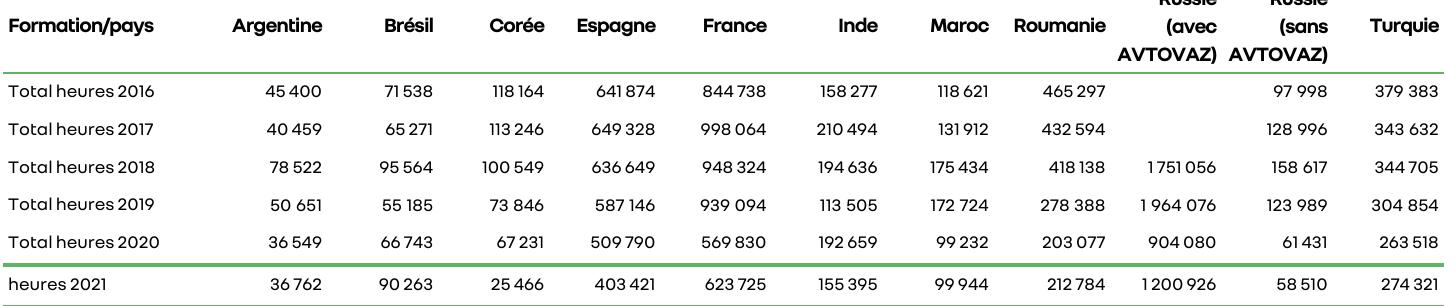 Formation/pays Argentine Brésil Corée Espagne France Inde Maroc Roumanie Russie (avec AVTOVAZ) Russie (sans AVTOVAZ) Turquie
Total heures 2016 45 400 71 538 118 164 641 874 844 738 158 277 118 621 465 297 97 998 379 383
Total heures 2017 40 459 65 271 113 246 649 328 998 064 210 494 131 912 432 594 128 996 343 632
Total heures 2018 78 522 95 564 100 549 636 649 948 324 194 636 175 434 418 138 1 751 056 158 617 344 705
Total heures 2019 50 651 55 185 73 846 587 146 939 094 113 505 172 724 278 388 1 964 076 123 989 304 854
Total heures 2020 36 549 66 743 67 231 509 790 569 830 192 659 99 232 203 077 904 080 61 431 263 518
heures 2021 36 762 90 263 25 466 403 421 623 725 155 395 99 944 212 784 1 200 926 58 510 274 321